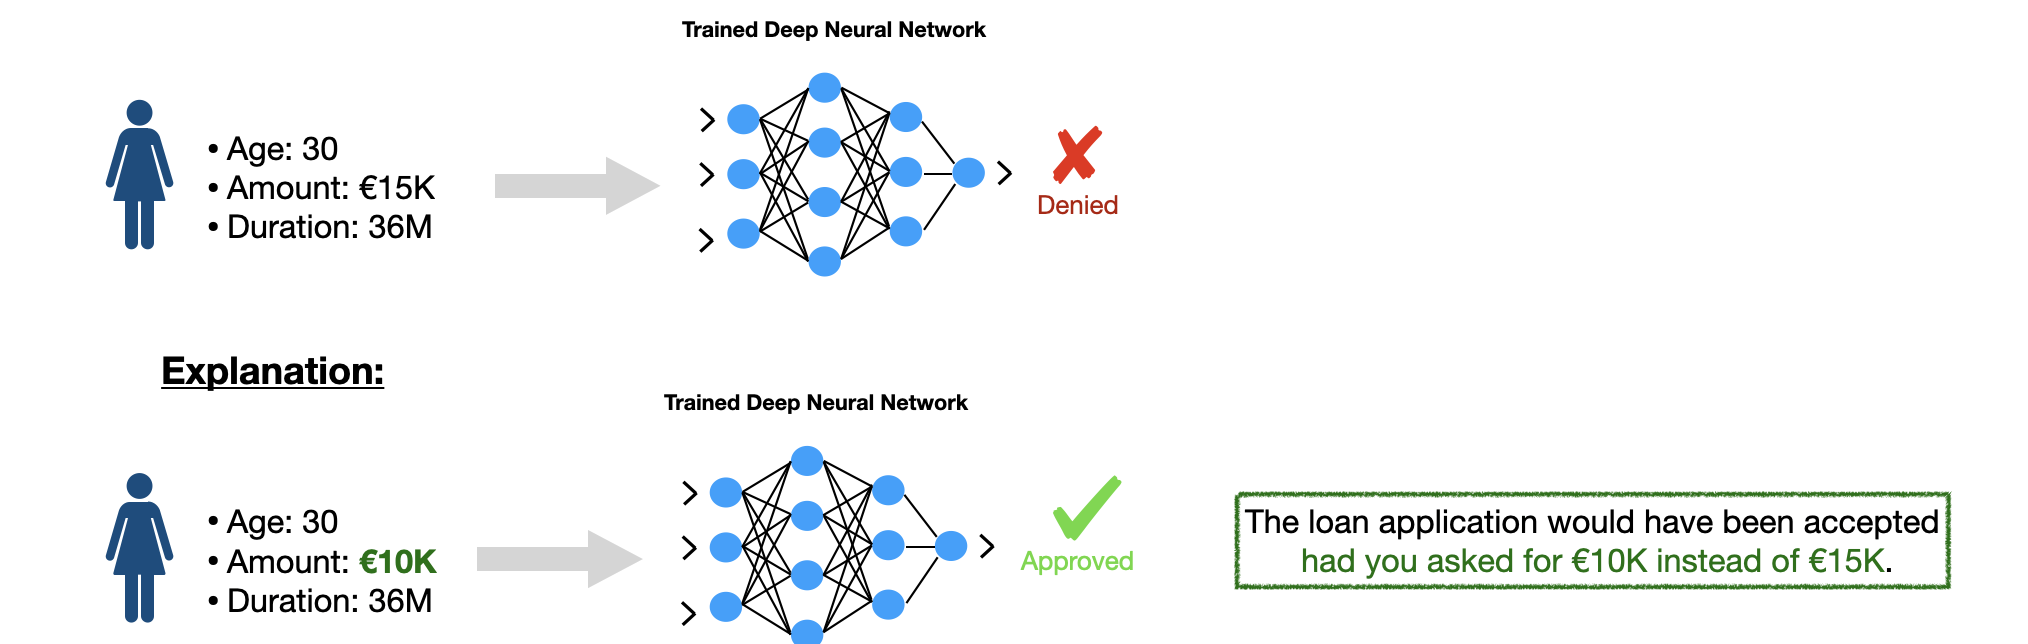 Trained Deep Neural Network
• Age: 30
• Amount: €15K
• Duration: 36M
Denied
Explanation:
Trained Deep Neural Network
• Age: 30
• Amount: €10K
• Duration: 36M
Approved
The loan application would have been accepted
had you asked for €10K instead of €15K.